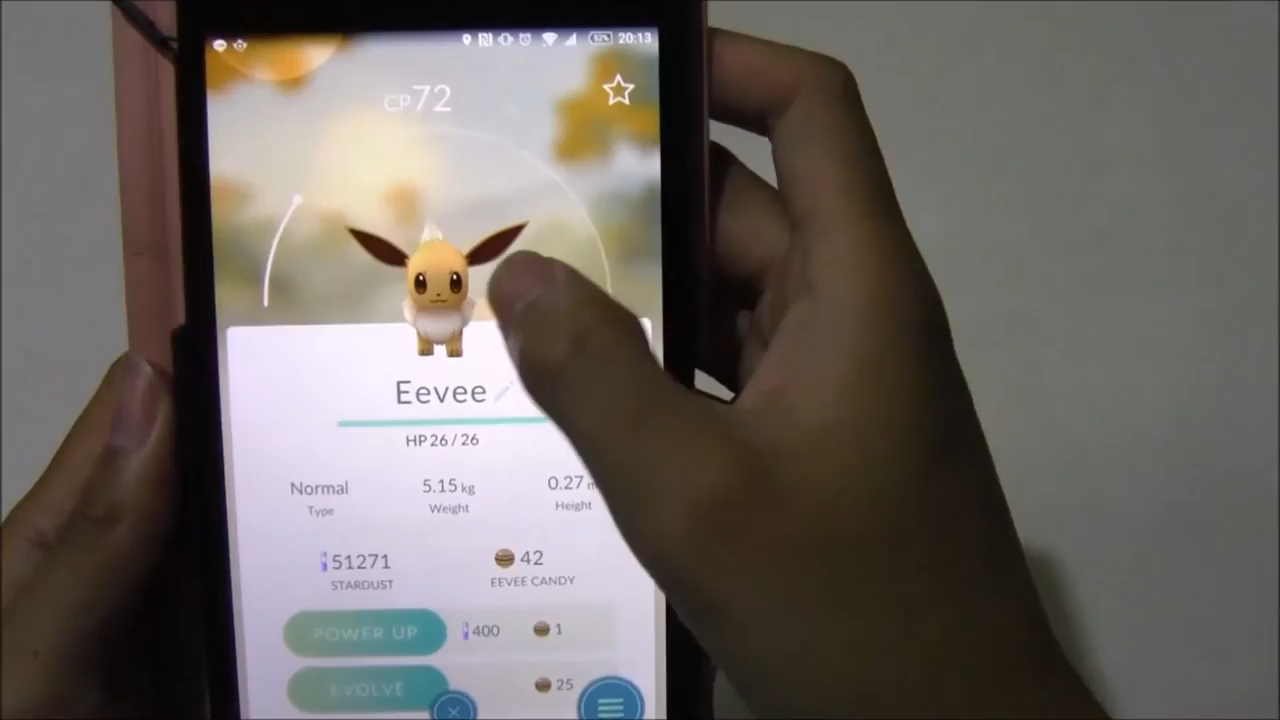 52% 20:13
CP72
Eevee
HP 26 / 26
Normal 5.15 kg 0.27
Type Weight Height
51271 42
STARDUST EEVEE CANDY
POWER UP 400 1
EVOLVE 25